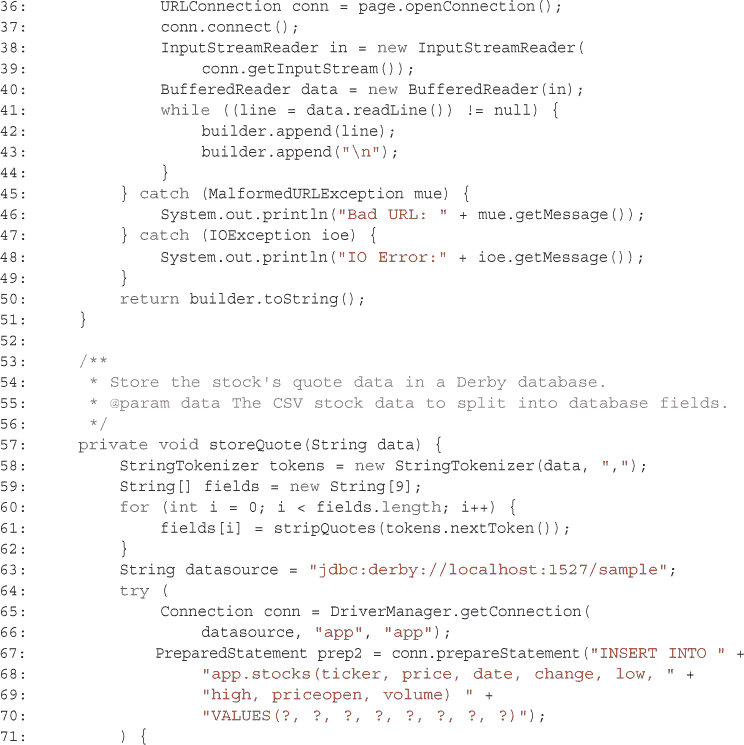 36:             URLConnection conn = page.openConnection();
37:             conn.connect();
38:             InputStreamReader in = new InputStreamReader(
39:                 conn.getInputStream());
40:             BufferedReader data = new BufferedReader(in);
41:             while ((line = data.readLine()) != null) {
42:                 builder.append(line);
43:                 builder.append("\n");
44:             }
45:         } catch (MalformedURLException mue) {
46:             System.out.println("Bad URL: " + mue.getMessage());
47:         } catch (IOException ioe) {
48:             System.out.println("IO Error:" + ioe.getMessage());
49:         }
50:         return builder.toString();
51:     }
52:
53:     /**
54:      * Store the stock's quote data in a Derby database.
55:      * @param data The CSV stock data to split into database fields.
56:      */
57:     private void storeQuote(String data) {
58:         StringTokenizer tokens = new StringTokenizer(data, ",");
59:         String[] fields = new String[9];
60:         for (int i = 0; i < fields.length; i++) {
61:             fields[i] = stripQuotes(tokens.nextToken());
62:         }
63:         String datasource = "jdbc:derby://localhost:1527/sample";
64:         try (
65:             Connection conn = DriverManager.getConnection(
66:                 datasource, "app", "app");
67:             PreparedStatement prep2 = conn.prepareStatement("INSERT INTO " +
68:                 "app.stocks(ticker, price, date, change, low, " +
69:                 "high, priceopen, volume) " +
70:                 "VALUES(?, ?, ?, ?, ?, ?, ?, ?)");
71:         ) {